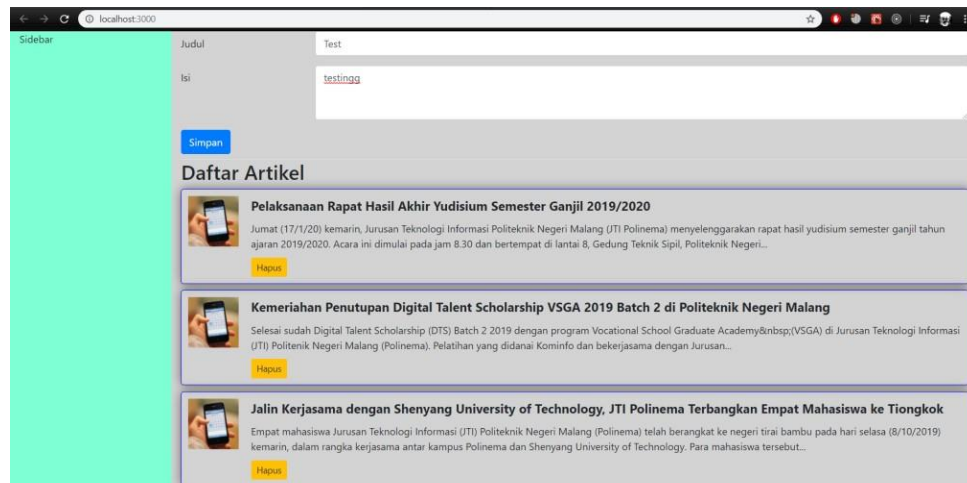 localhost:3000
Sidebar
Judul
Test
Isi
testingg
Simpan
Daftar Artikel
Pelaksanaan Rapat Hasil Akhir Yudisium Semester Ganjil 2019/2020
Jumat (17/1/20) kemarin, Jurusan Teknologi Informasi Politeknik Negeri Malang (JTI Polinema) menyelenggarakan rapat hasil yudisium semester ganjil tahun
ajaran 2019/2020. Acara ini dimulai pada jam 8.30 dan bertempat di lantai 8, Gedung Teknik Sipil, Politeknik Negeri...
Hapus
Kemeriahan Penutupan Digital Talent Scholarship VSGA 2019 Batch 2 di Politeknik Negeri Malang
Selesai sudah Digital Talent Scholarship (DTS) Batch 2 2019 dengan program Vocational School Graduate Academy&nbsp;(VSGA) di Jurusan Teknologi Informasi
(JTI) Politenik Negeri Malang (Polinema). Pelatihan yang didanai Kominfo dan bekerjasama dengan Jurusan...
Hapus
Jalin Kerjasama dengan Shenyang University of Technology, JTI Polinema Terbangkan Empat Mahasiswa ke Tiongkok
Empat mahasiswa Jurusan Teknologi Informasi (JTI) Politeknik Negeri Malang (Polinema) telah berangkat ke negeri tirai bambu pada hari selasa (8/10/2019)
kemarin, dalam rangka kerjasama antar kampus Polinema dan Shenyang University of Technology. Para mahasiswa tersebut...
Hapus